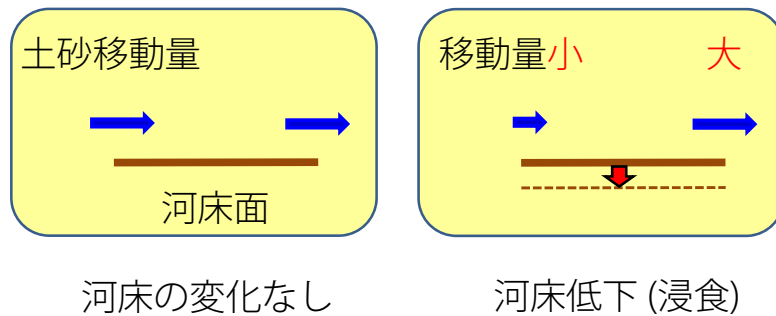 土砂移動量
河床面
河床の変化なし
移動量小 大
河床低下 (浸食)